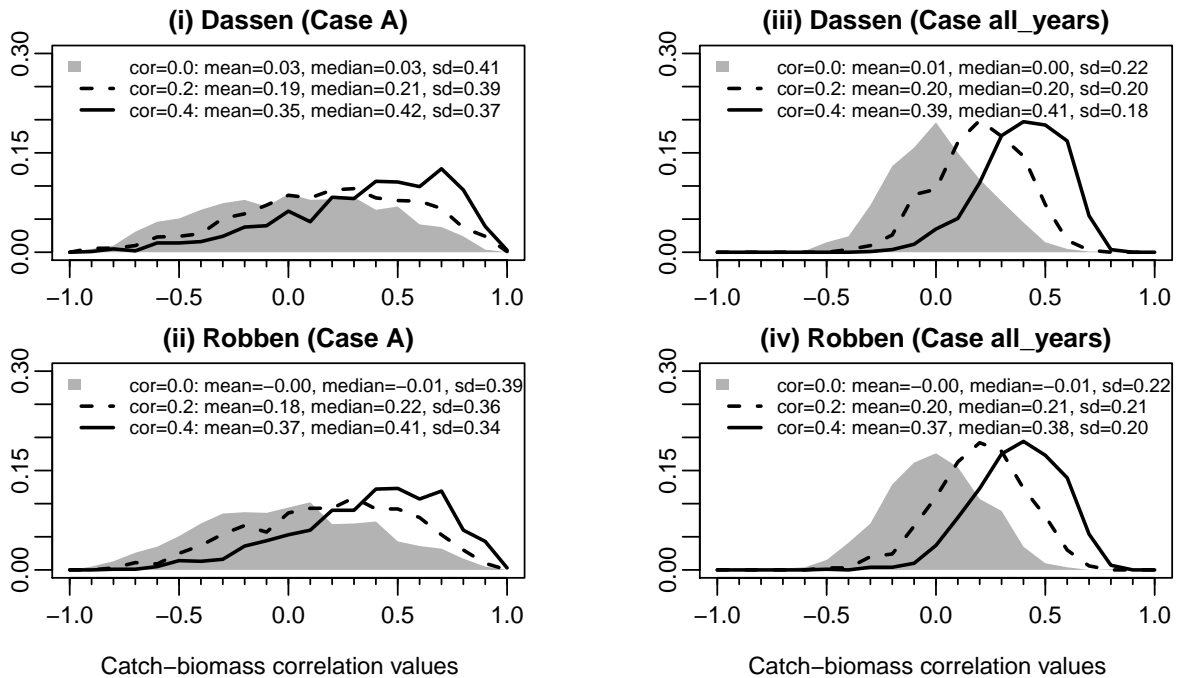 (i) Dassen (Case A)
0.30
0.15
0.00
cor=0.0: mean=0.03, median=0.03, sd=0.41
cor=0.2: mean=0.19, median=0.21, sd=0.39
cor=0.4: mean=0.35, median=0.42, sd=0.37
−1.0 −0.5 0.0 0.5 1.0
(iii) Dassen (Case all_years)
0.30
0.15
0.00
cor=0.0: mean=0.01, median=0.00, sd=0.22
cor=0.2: mean=0.20, median=0.20, sd=0.20
cor=0.4: mean=0.39, median=0.41, sd=0.18
−1.0 −0.5 0.0 0.5 1.0
(ii) Robben (Case A)
0.30
0.15
0.00
cor=0.0: mean=−0.00, median=−0.01, sd=0.39
cor=0.2: mean=0.18, median=0.22, sd=0.36
cor=0.4: mean=0.37, median=0.41, sd=0.34
−1.0 −0.5 0.0 0.5 1.0
Catch−biomass correlation values
(iv) Robben (Case all_years)
0.30
0.15
0.00
cor=0.0: mean=−0.00, median=−0.01, sd=0.22
cor=0.2: mean=0.20, median=0.21, sd=0.21
cor=0.4: mean=0.37, median=0.38, sd=0.20
−1.0 −0.5 0.0 0.5 1.0
Catch−biomass correlation values